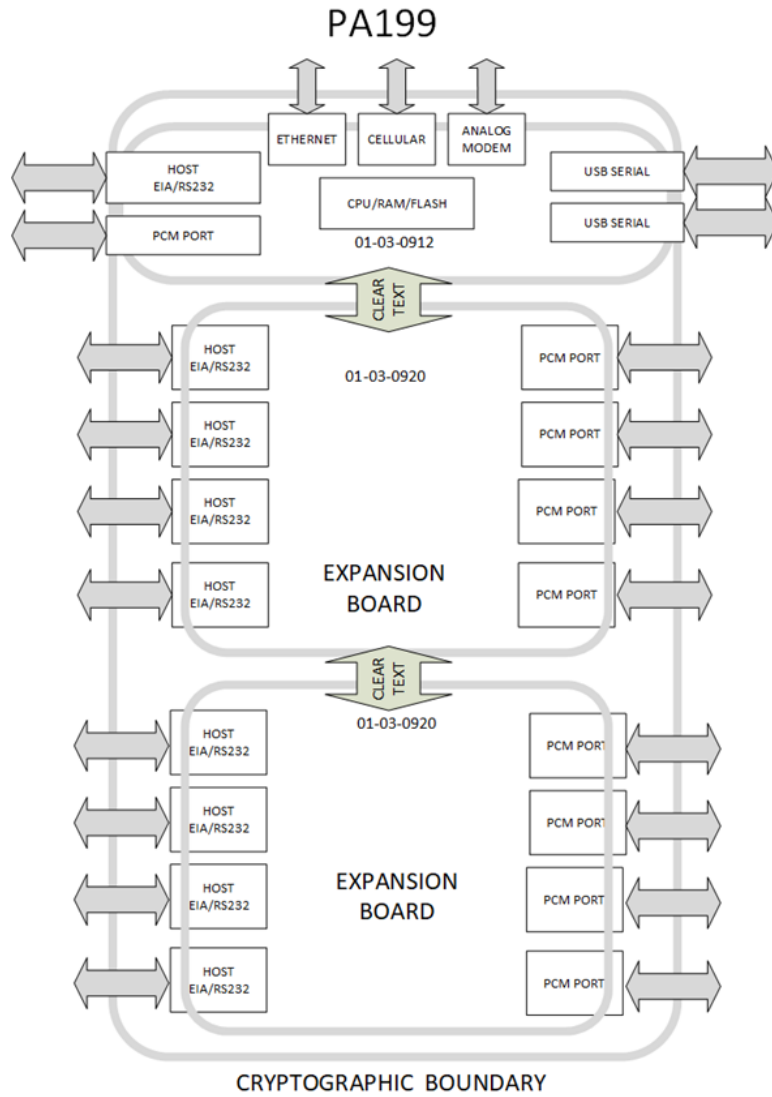 PA199
ETHERNET
CELLULAR
ANALOG
MODEM
HOST
EIA/RS232
USB SERIAL
CPU/RAM/FLASH
PCM PORT
USB SERIAL
01-03-0912
CLEAR
TEXT
HOST
EIA/RS232
PCM PORT
01-03-0920
HOST
EIA/RS232
PCM PORT
HOST
EIA/RS232
PCM PORT
HOST
EIA/RS232
PCM PORT
EXPANSION
BOARD
CLEAR
TEXT
01-03-0920
HOST
EIA/RS232
PCM PORT
HOST
EIA/RS232
PCM PORT
HOST
EIA/RS232
PCM PORT
EXPANSION
BOARD
HOST
EIA/RS232
PCM PORT
CRYPTOGRAPHIC BOUNDARY